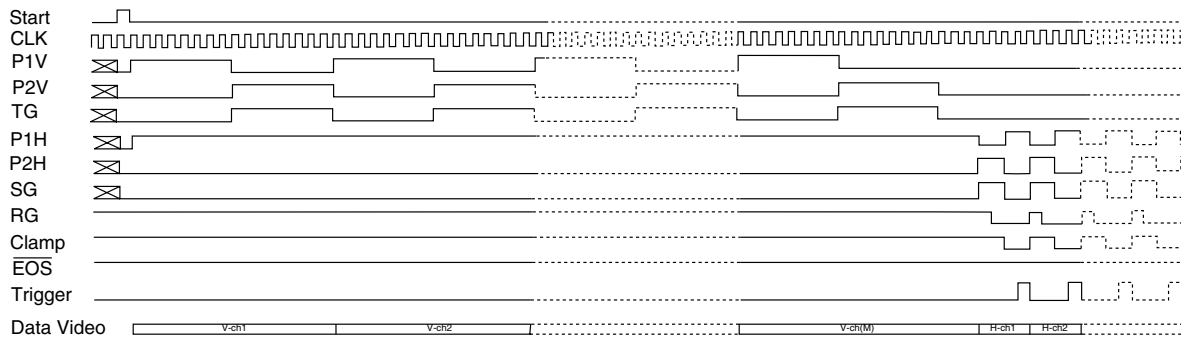 Start
CLK
P1V
P2V
TG
P1H
P2H
SG
RG
Clamp
EOS
Trigger
Data Video V-ch1 V-ch2 V-ch(M) H-ch1 H-ch2